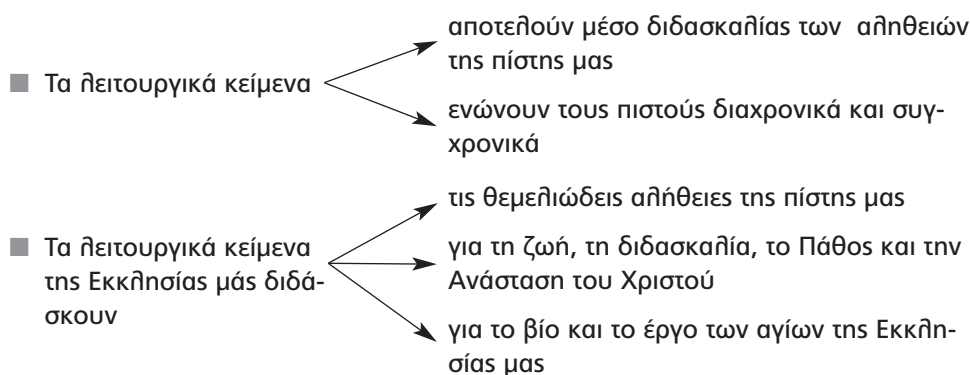 αποτελούν μέσο διδασκαλίας των αληθειών
της πίστης μας
■ Τα λειτουργικά κείμενα
ενώνουν τους πιστούς διαχρονικά και συγ-
χρονικά
τις θεμελιώδεις αλήθειες της πίστης μας
■ Τα λειτουργικά κείμενα
της Εκκλησίας μάς διδά-
σκουν
για τη ζωή, τη διδασκαλία, το Πάθος και την
Ανάσταση του Χριστού
για το βίο και το έργο των αγίων της Εκκλη-
σίας μας